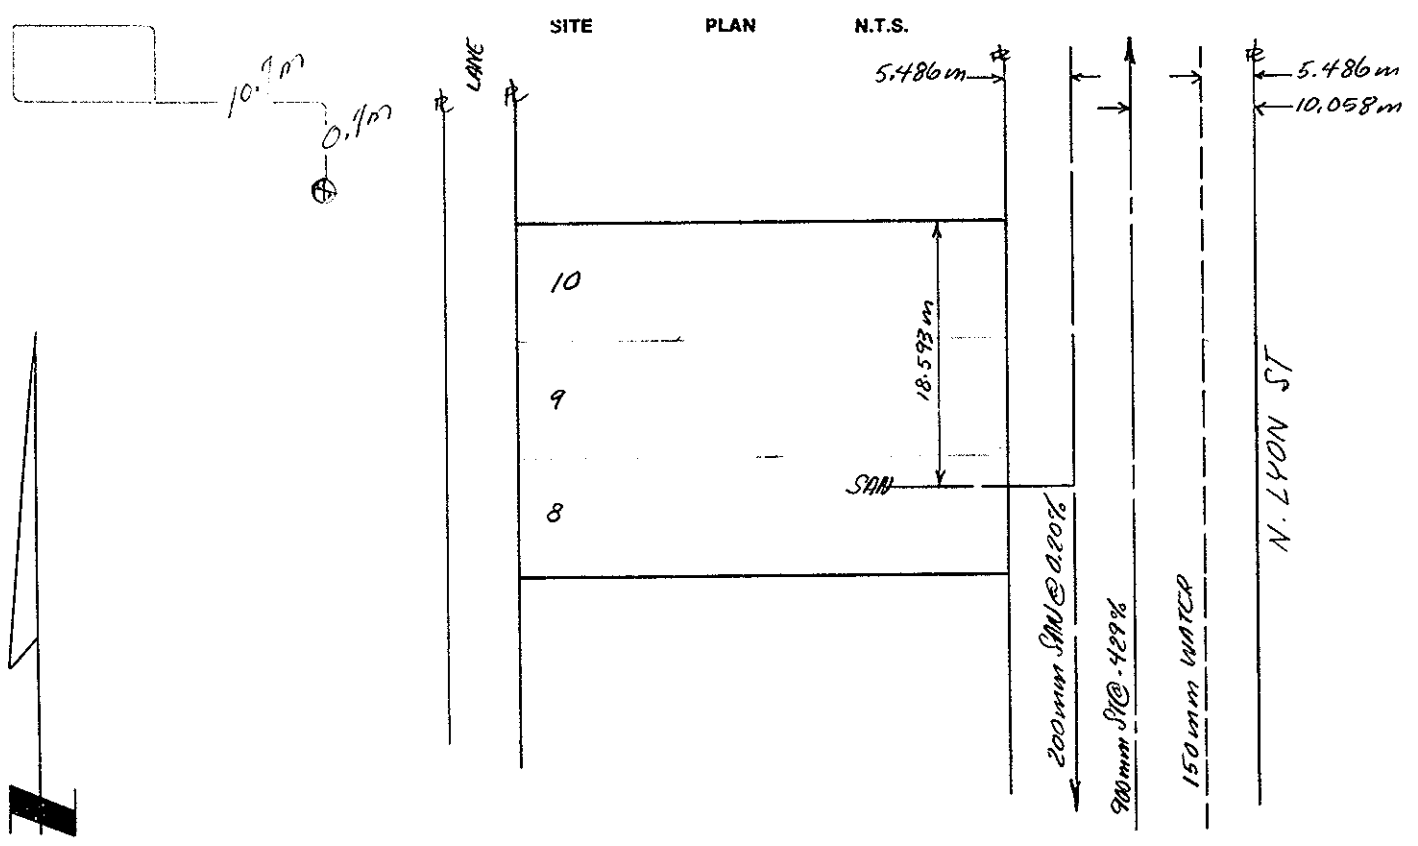 SITE PLAN N.T.S.
LANE
5.486m
5.486m
10.058m
10.9m
0.9m
10
18.593m
9
SAN
8
200mm SAN @ 0.20%
900mm ST @ .429%
150mm WATER
N. LYON ST